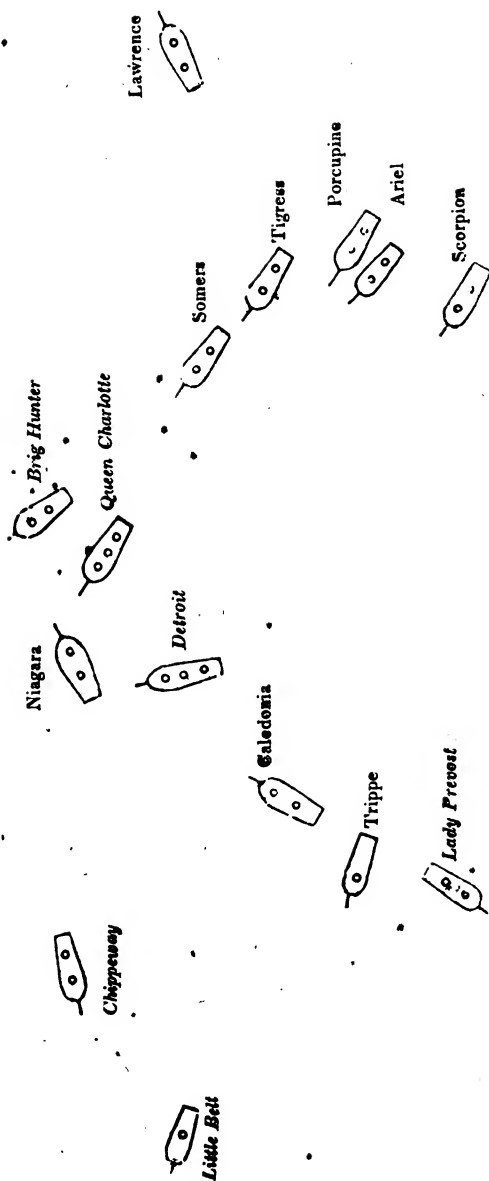 Niagara
Brig Hunter
Chippeway
Queen Charlotte
Lawrence
Detroit
Somers
Little Belt
Caledonia
Tigress
Porcupine
Trippe
Ariel
Lady Prevost
Scorpion